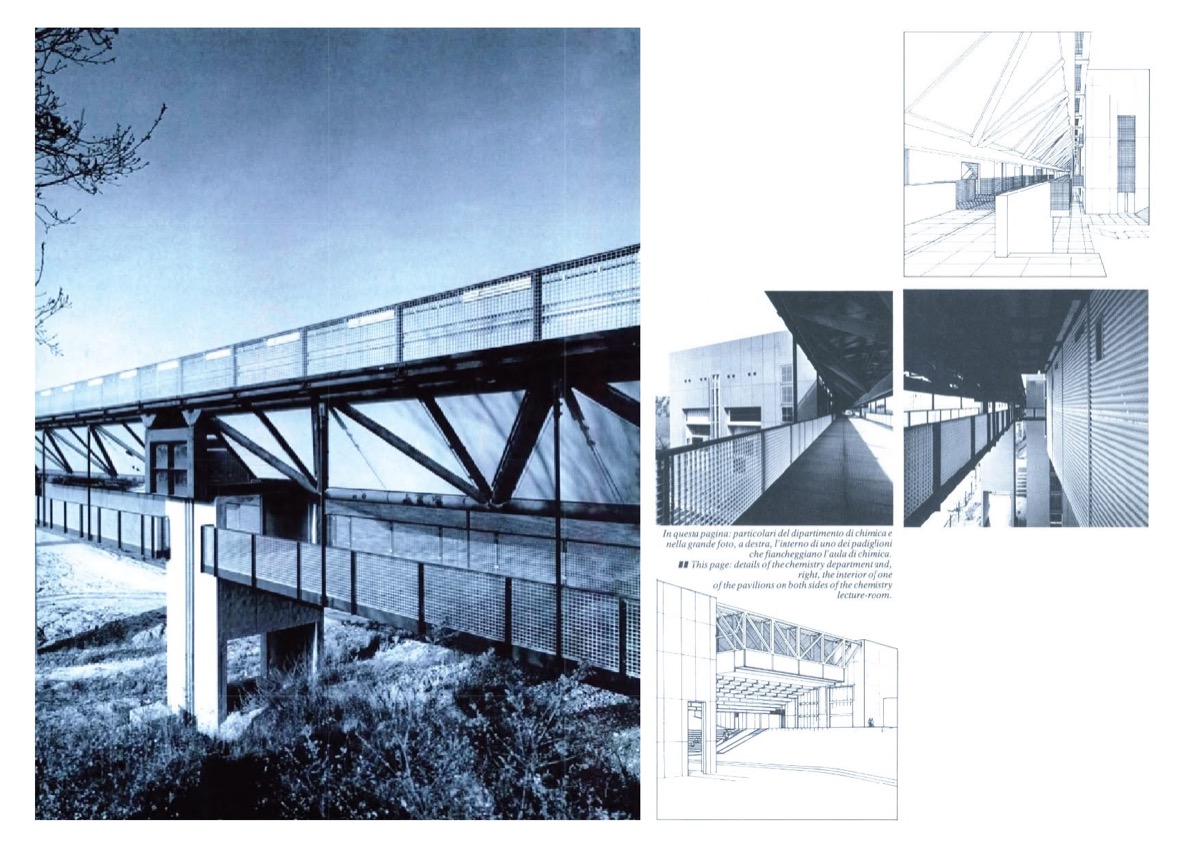 In questa pagina: particolari del dipartimento di chimica e
nella grande foto, a destra, l'interno di uno dei padiglioni
che fiancheggiano l'aula di chimica.
This page: details of the chemistry department and,
right, the interior of one
of the pavilions on both sides of the chemistry
lecture-room.